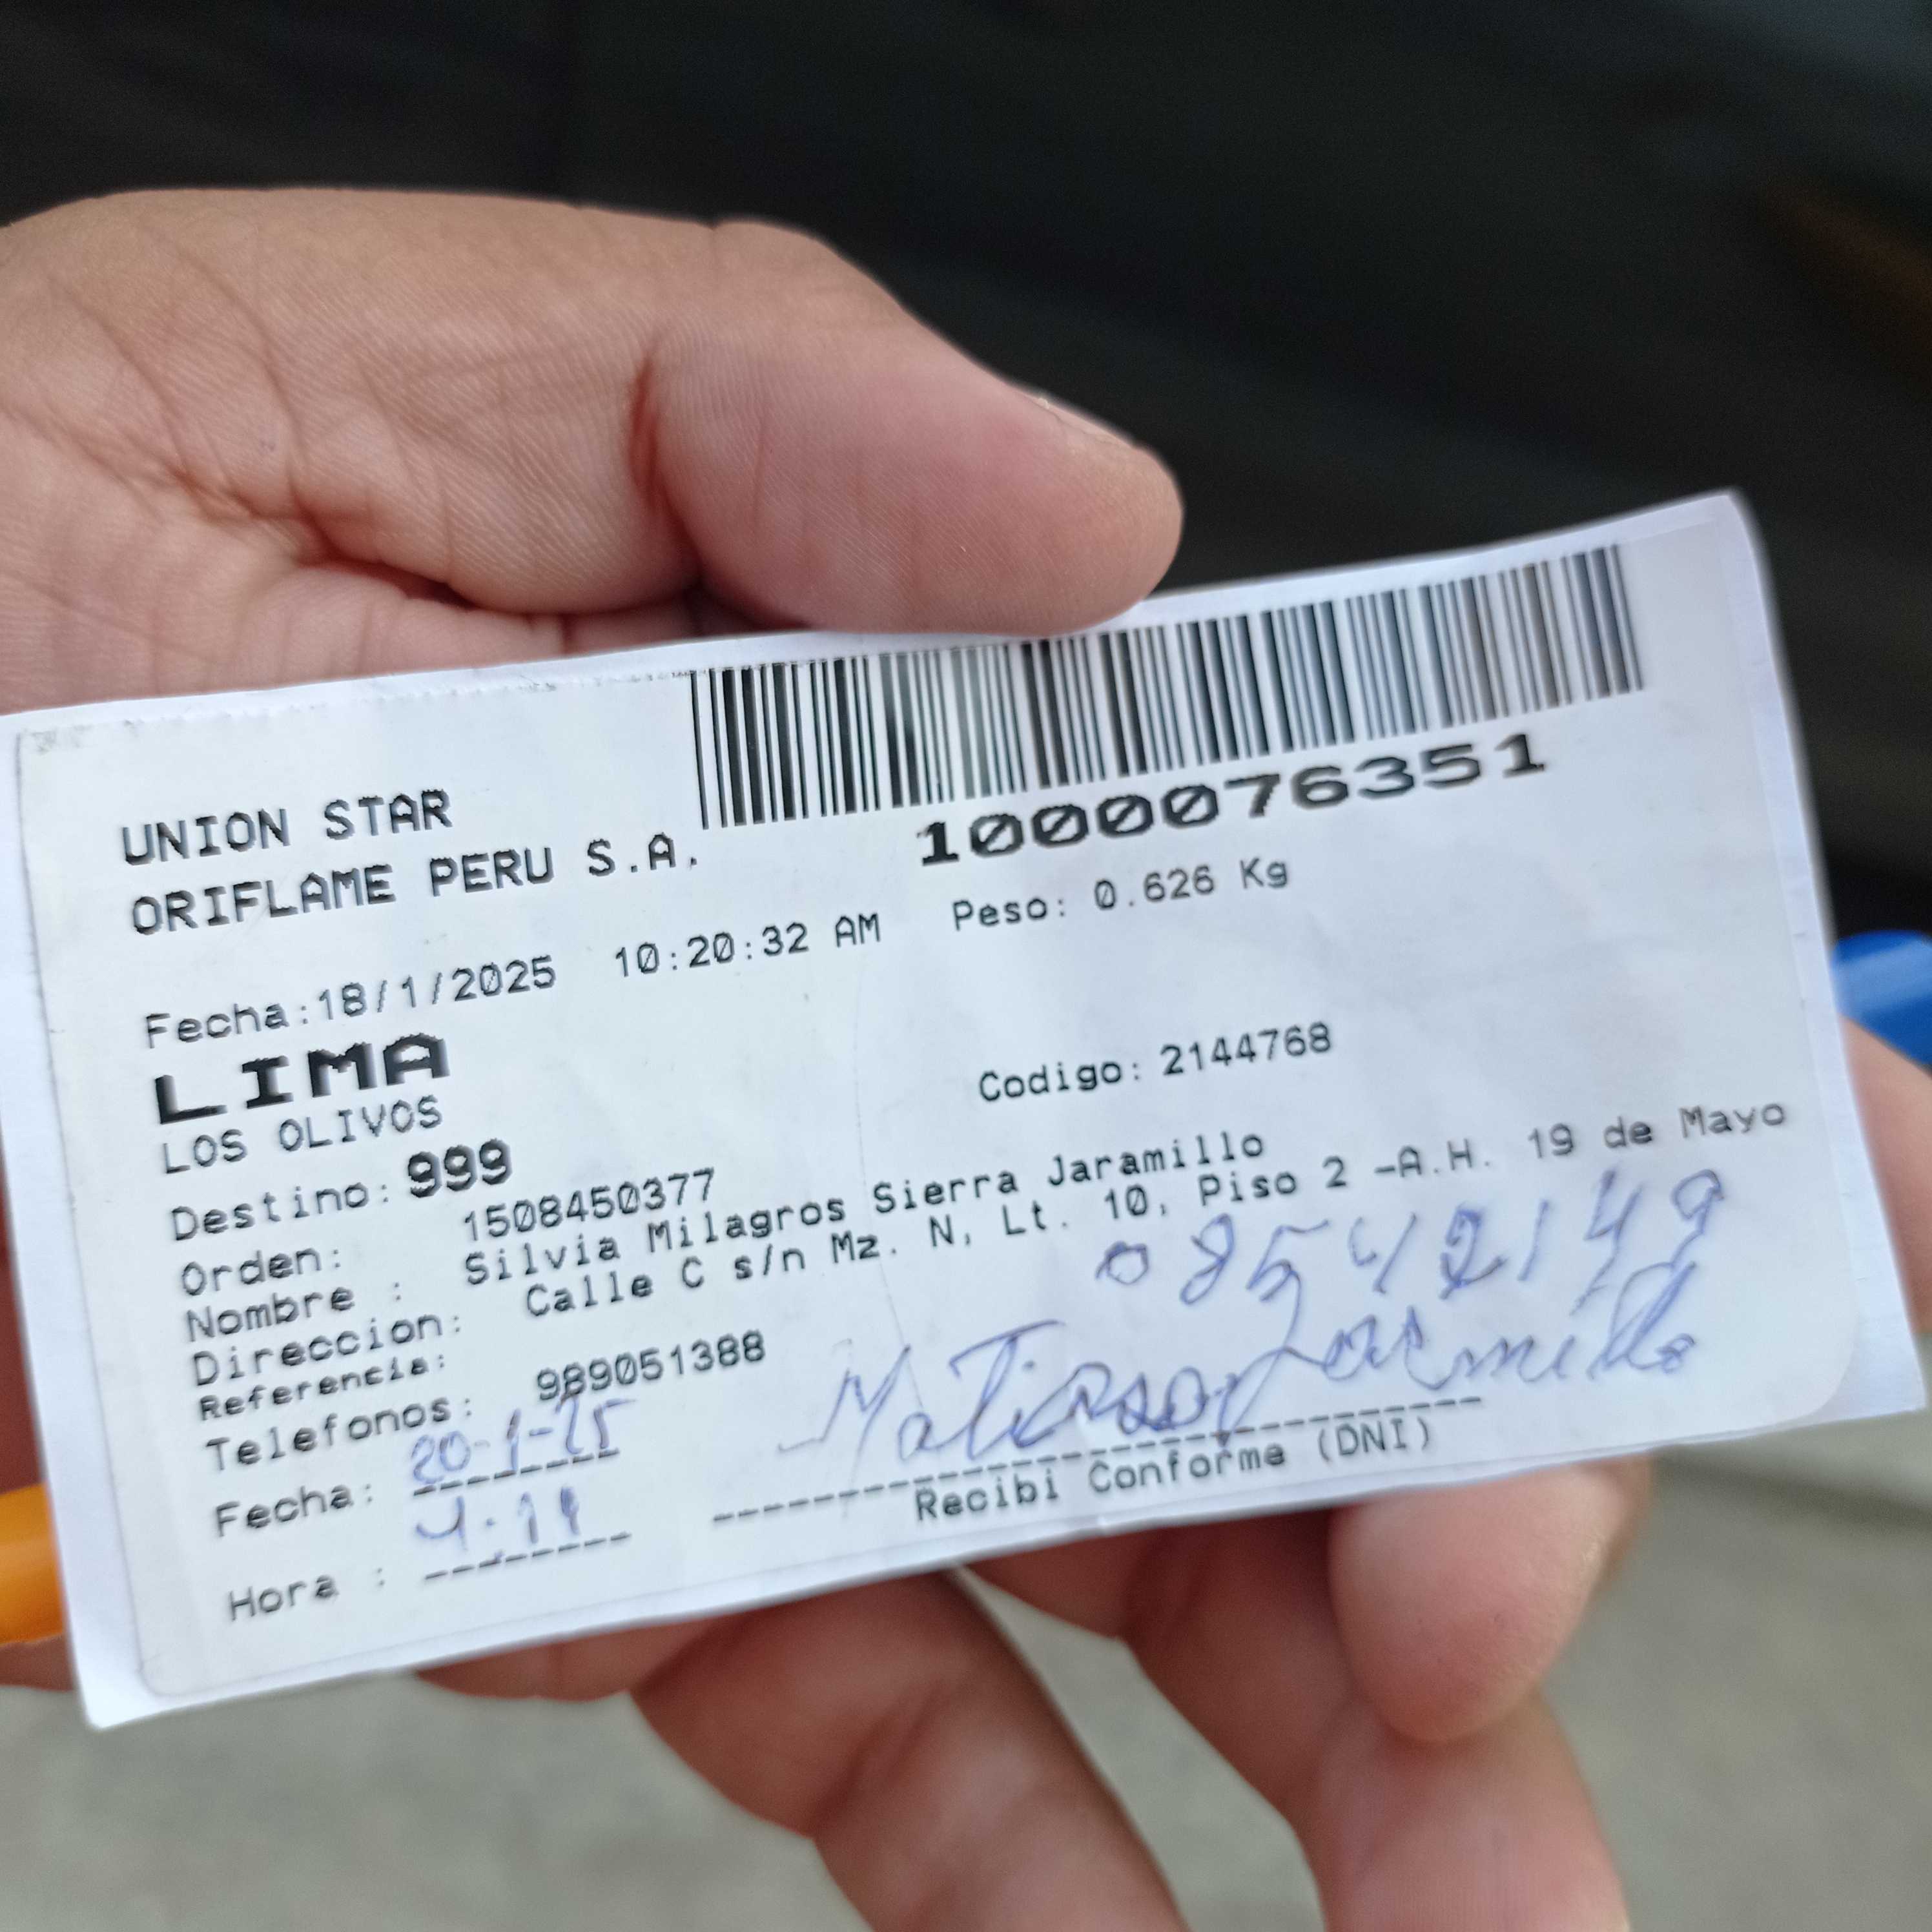 UNION STAR
ORIFLAME PERU S.A.
1000076351
Fecha:18/1/2025 10:20:32 AM Peso: 0.626 Kg
LIMA
LOS OLIVOS
Codigo: 2144768
Destino: 999
Orden: 1508450377
Nombre : Silvia Milagros Sierra Jaramillo
Direccion: Calle C s/n Mz. N, Lt. 10, Piso 2 -A.H. 19 de Mayo
Referencia:
Telefonos: 989051388
08542149
Fecha: 20-1-25
Jaramillo
Hora :
Recibi Conforme (DNI)